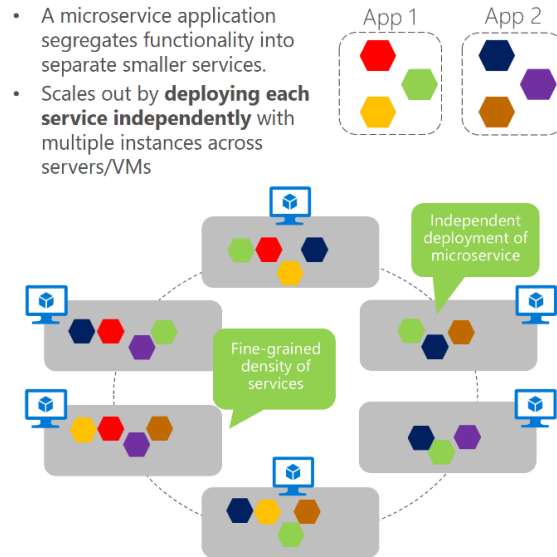 • A microservice application
segregates functionality into
separate smaller services.
• Scales out by deploying each
service independently with
multiple instances across
servers/VMs
App 1
App 2
Independent
deployment of
microservice
Fine-grained
density of
services